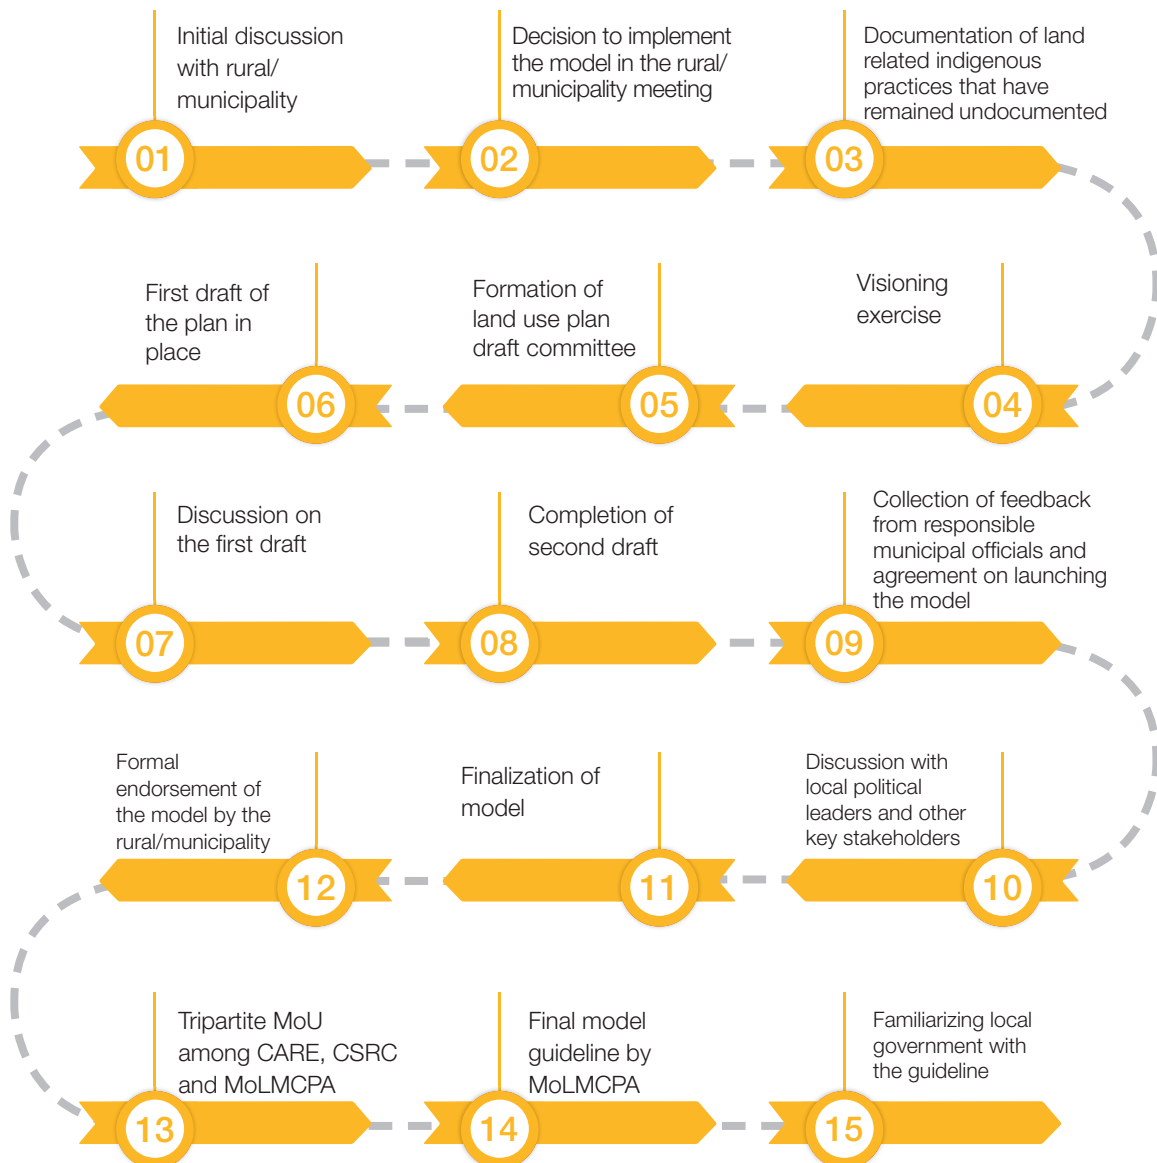 Initial discussion
with rural/
municipality
01
Decision to implement
the model in the rural/
municipality meeting
02
Documentation of land
related indigenous
practices that have
remained undocumented
03
Visioning
exercise
04
Formation of
land use plan
draft committee
05
First draft of
the plan in
place
06
Discussion on
the first draft
07
Completion of
second draft
08
Collection of feedback
from responsible
municipal officials and
agreement on launching
the model
09
Discussion with
local political
leaders and other
key stakeholders
10
Finalization of
model
11
Formal
endorsement of
the model by the
rural/municipality
12
Tripartite MoU
among CARE, CSRC
and MoLMCPA
13
Final model
guideline by
MoLMCPA
14
Familiarizing local
government with
the guideline
15